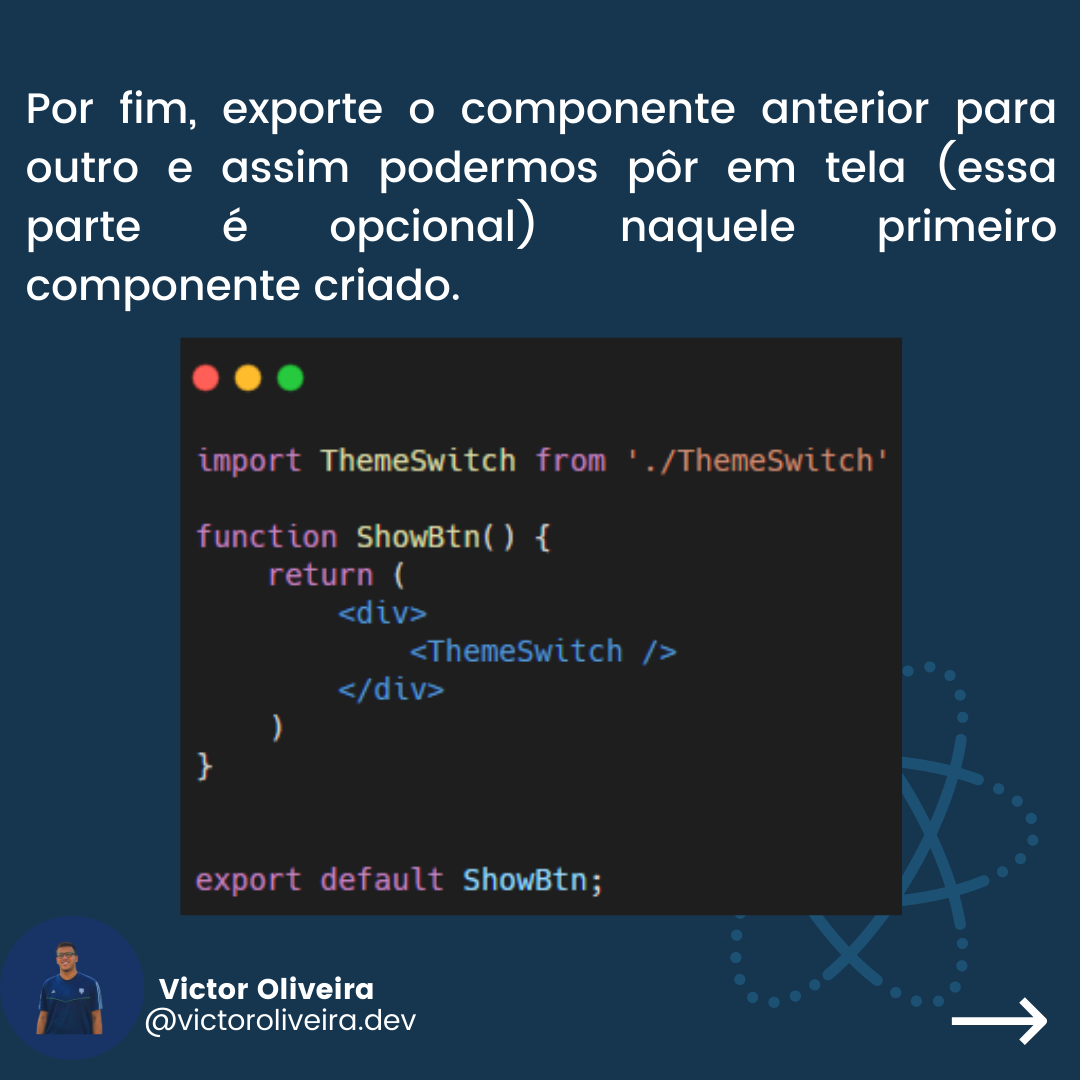 Por fim, exporte o componente anterior para
outro e assim podermos pôr em tela (essa
parte é opcional) naquele primeiro
componente criado.
import ThemeSwitch from './ThemeSwitch'
function ShowBtn() {
    return (
        <div>
            <ThemeSwitch />
        </div>
    )
}
export default ShowBtn;
Victor Oliveira
@victoroliveira.dev